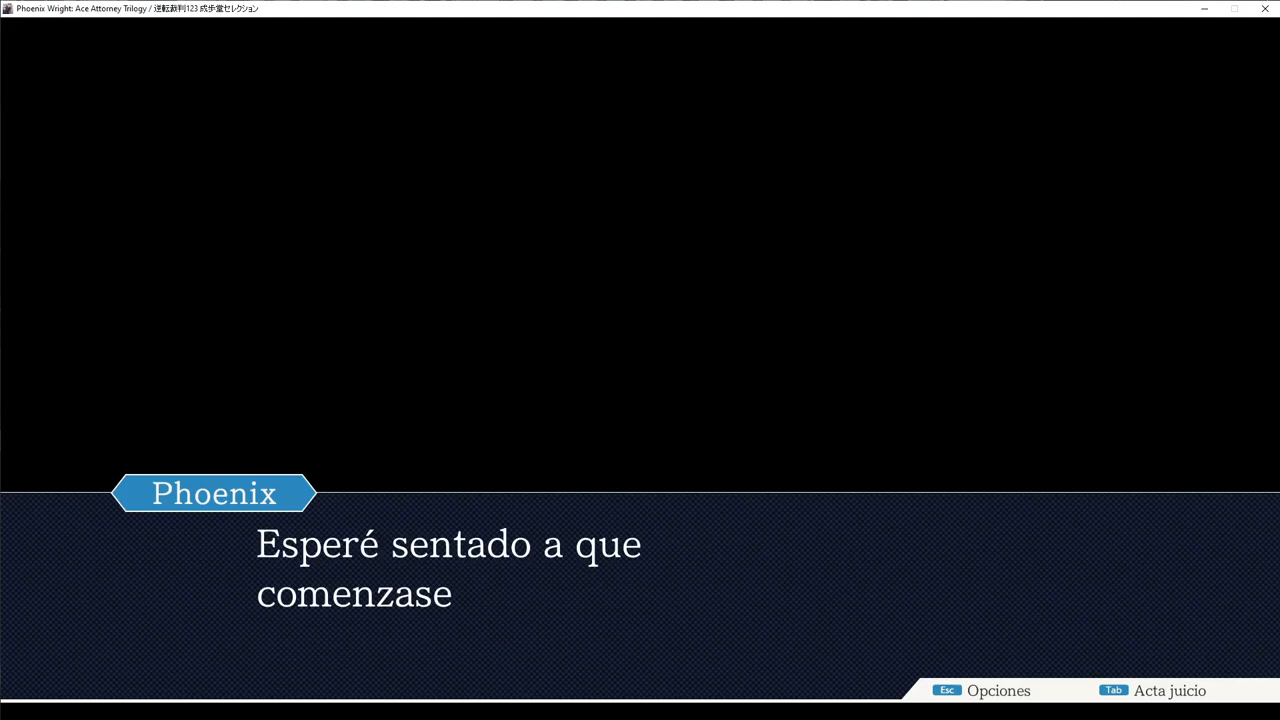 Phoenix Wright: Ace Attorney Trilogy / 逆転裁判123 成歩堂セレクション
Phoenix
Esperé sentado a que
comenzase
Esc Opciones Tab Acta juicio